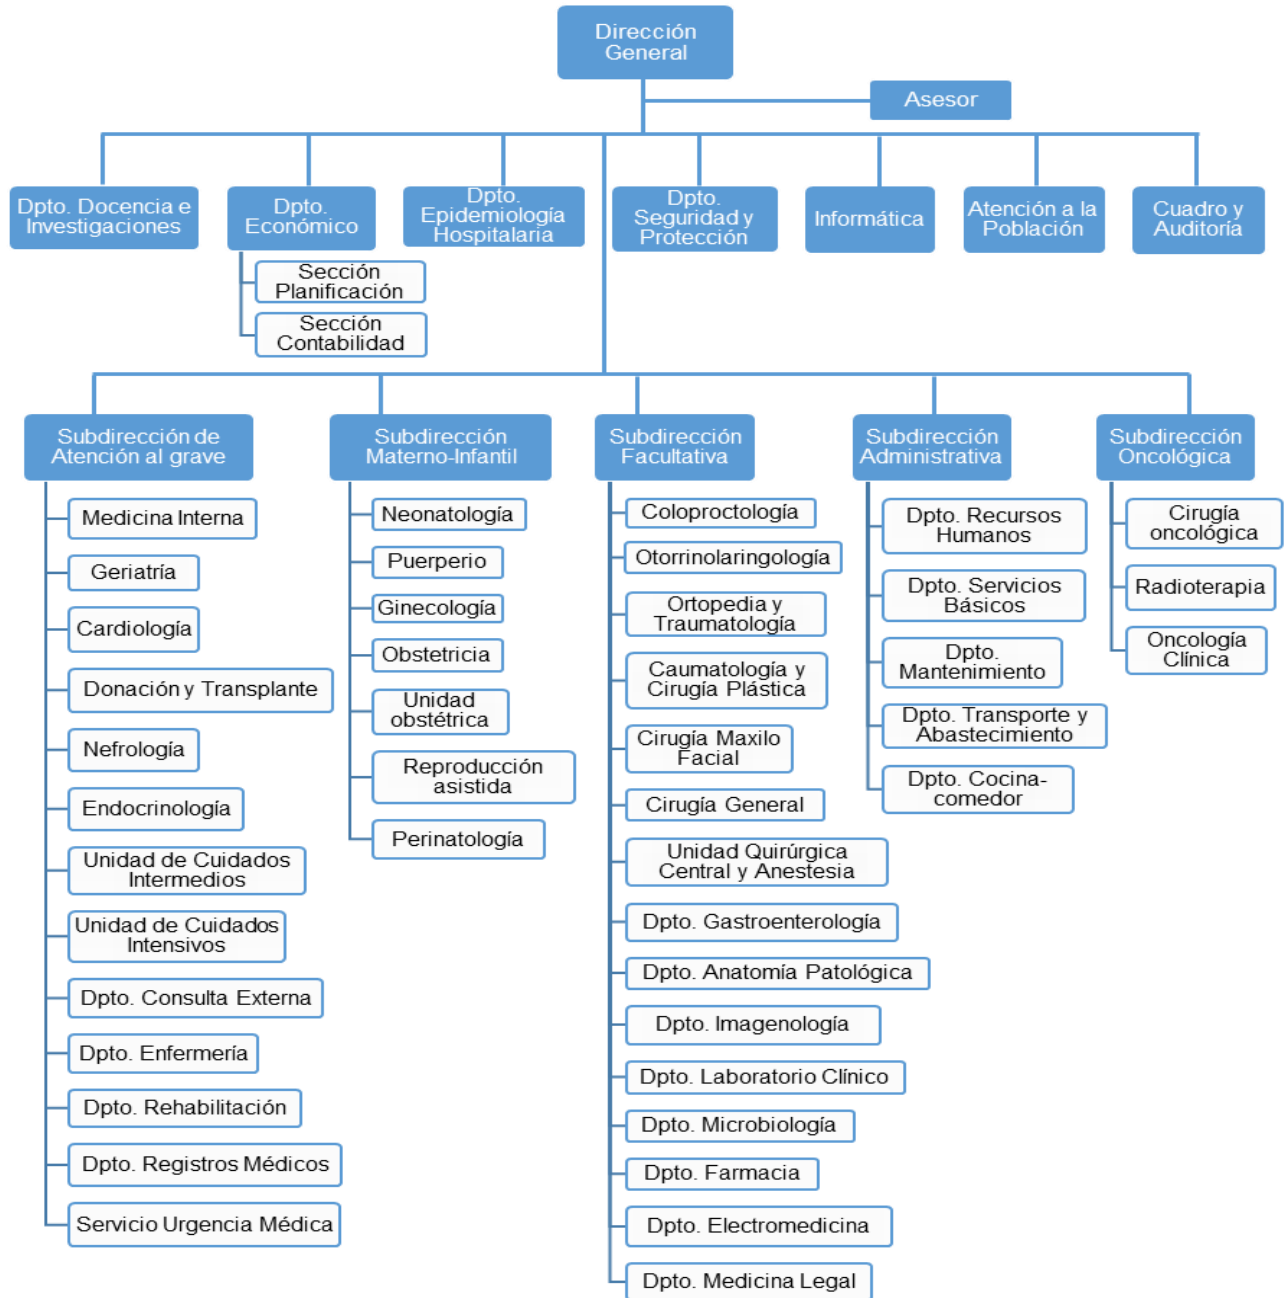 Dirección
General
Asesor
Dpto. Docencia e
Investigaciones
Dpto.
Económico
Dpto.
Epidemiología
Hospitalaria
Dpto.
Seguridad y
Protección
Informática
Atención a la
Población
Cuadro y
Auditoría
Sección
Planificación
Sección
Contabilidad
Subdirección de
Atención al grave
Medicina Interna
Geriatría
Cardiología
Donación y Transplante
Nefrología
Endocrinología
Unidad de Cuidados
Intermedios
Unidad de Cuidados
Intensivos
Dpto. Consulta Externa
Dpto. Enfermería
Dpto. Rehabilitación
Dpto. Registros Médicos
Servicio Urgencia Médica
Subdirección
Materno-Infantil
Neonatología
Puerperio
Ginecología
Obstetricia
Unidad
obstétrica
Reproducción
asistida
Perinatología
Subdirección
Facultativa
Coloproctología
Otorrinolaringología
Ortopedia y
Traumatología
Caumatología y
Cirugía Plástica
Cirugía Maxilo
Facial
Cirugía General
Unidad Quirúrgica
Central y Anestesia
Dpto. Gastroenterología
Dpto. Anatomía Patológica
Dpto. Imagenología
Dpto. Laboratorio Clínico
Dpto. Microbiología
Dpto. Farmacia
Dpto. Electromedicina
Dpto. Medicina Legal
Subdirección
Administrativa
Dpto. Recursos
Humanos
Dpto. Servicios
Básicos
Dpto.
Mantenimiento
Dpto. Transporte y
Abastecimiento
Dpto. Cocina-
comedor
Subdirección
Oncológica
Cirugía
oncológica
Radioterapia
Oncología
Clínica